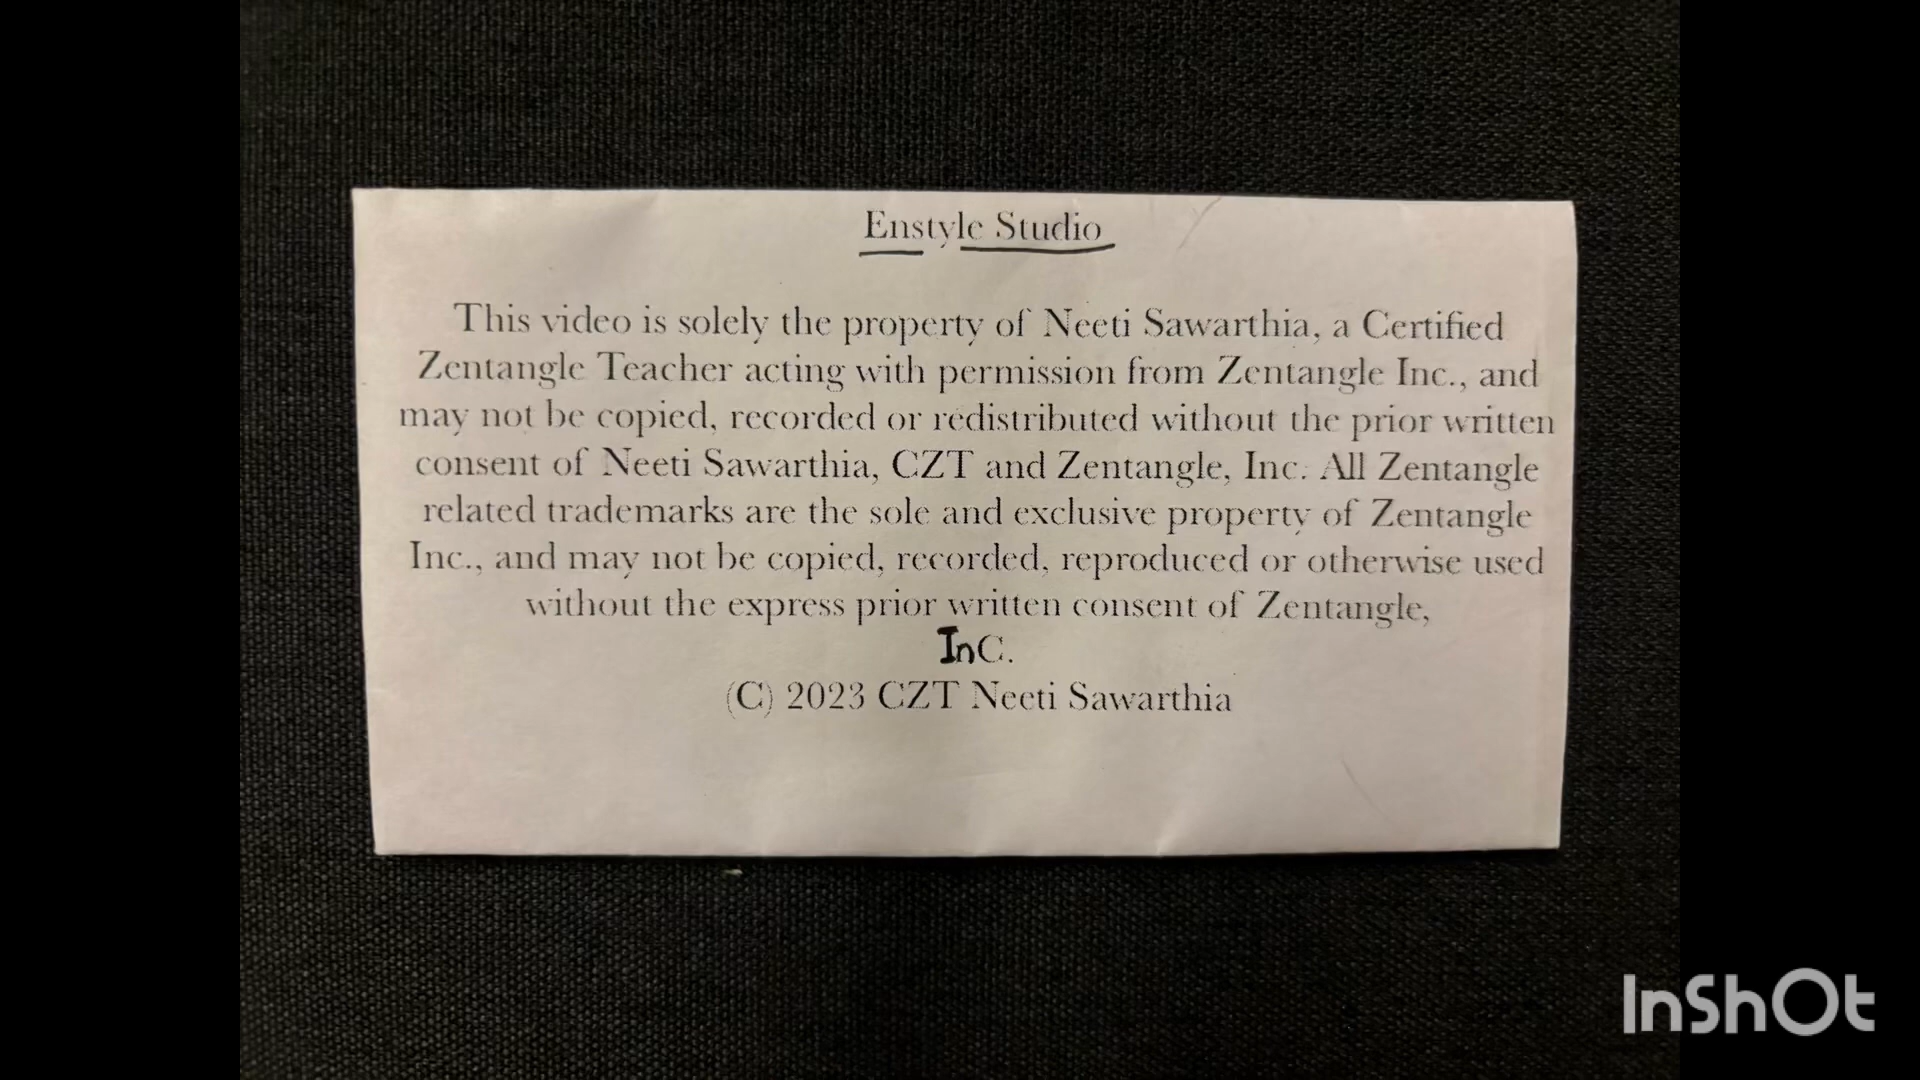 Enstyle Studio
This video is solely the property of Neeti Sawarthia, a Certified
Zentangle Teacher acting with permission from Zentangle Inc., and
may not be copied, recorded or redistributed without the prior written
consent of Neeti Sawarthia, CZT and Zentangle, Inc. All Zentangle
related trademarks are the sole and exclusive property of Zentangle
Inc., and may not be copied, recorded, reproduced or otherwise used
without the express prior written consent of Zentangle,
InC.
(C) 2023 CZT Neeti Sawarthia
InShOt